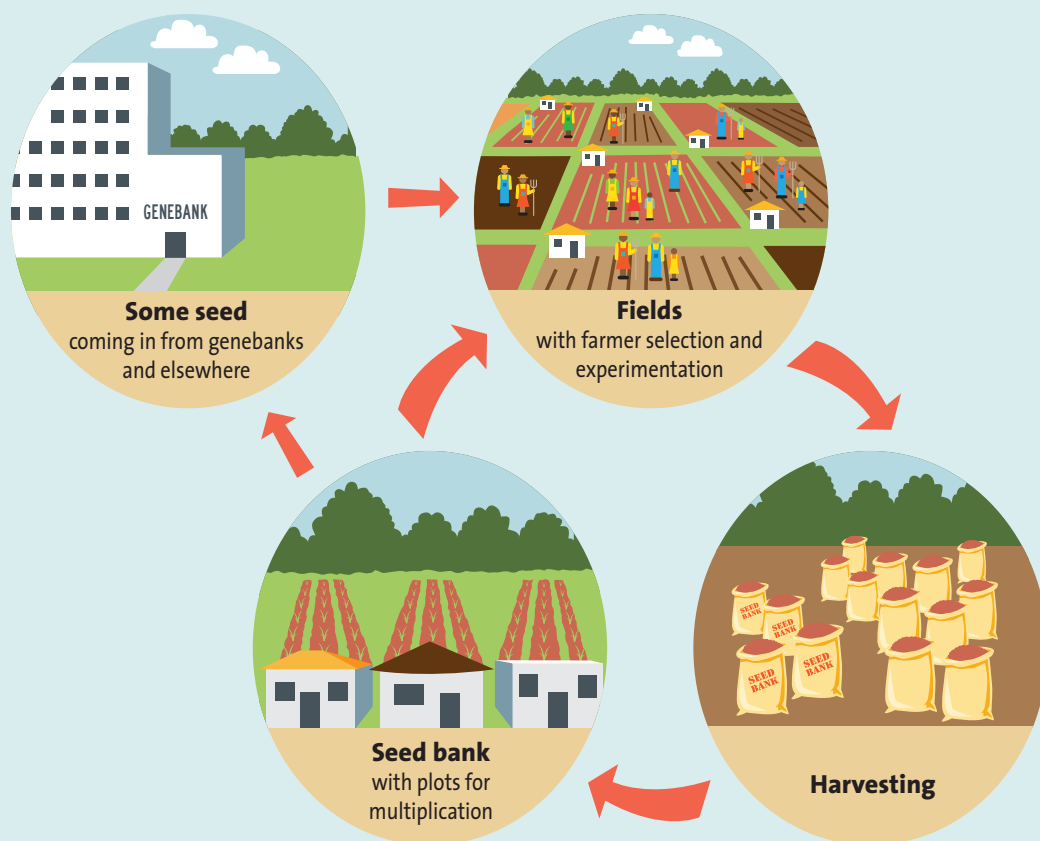 GENEBANK
Some seed
coming in from genebanks
and elsewhere
Fields
with farmer selection and
experimentation
Seed bank
with plots for
multiplication
SEED
BANK
SEED
BANK
SEED
BANK
SEED
BANK
Harvesting